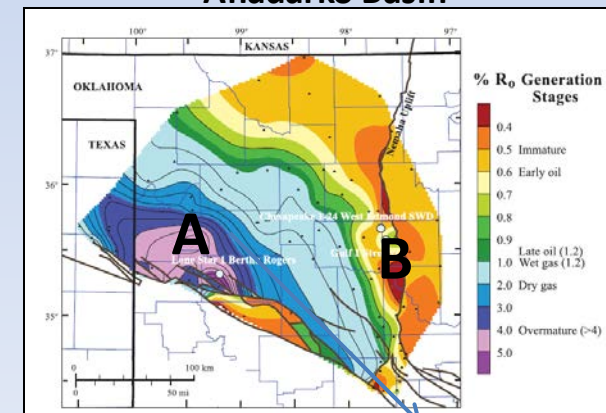 Anadarko Basin
100°
99°
98°
97°
KANSAS
37°
OKLAHOMA
TEXAS
Nemaha Uplift
36°
Chesapeake 1-24 West Edmond SWD
A
B
Lone Star 1 Berth. Rogers
35°
0 100 km
0 50 mi
% Ro Generation
Stages
0.4
0.5 Immature
0.6 Early oil
0.7
0.8
0.9
Late oil (1.2)
1.0 Wet gas (1.2)
2.0 Dry gas
3.0
4.0 Overmature (>4)
5.0